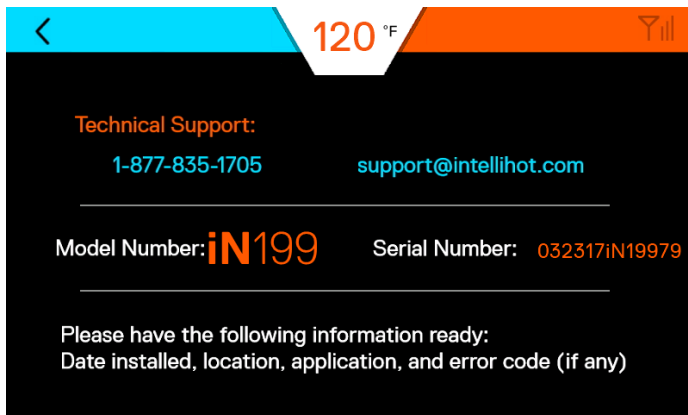 120 °F
Technical Support:
1-877-835-1705 support@intellihot.com
Model Number: iN199 Serial Number: 032317iN19979
Please have the following information ready:
Date installed, location, application, and error code (if any)